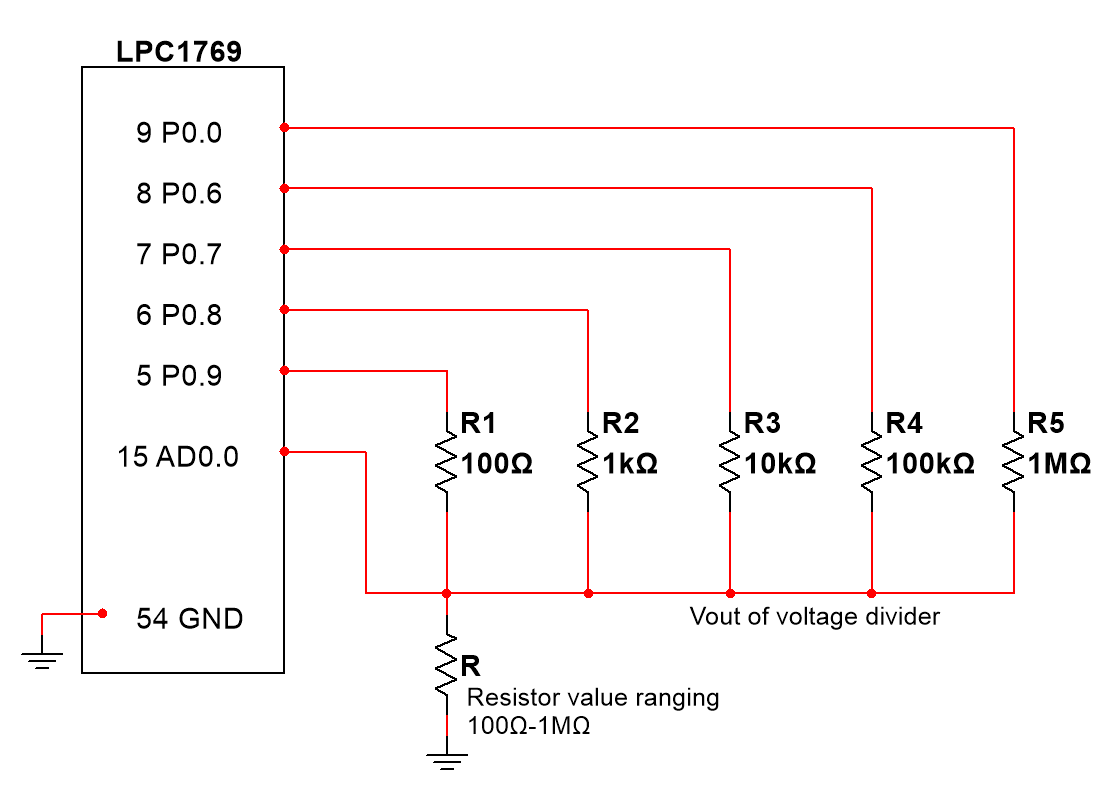 LPC1769
9 P0.0
8 P0.6
7 P0.7
6 P0.8
5 P0.9
15 AD0.0
54 GND
R1
100Ω
R2
1kΩ
R3
10kΩ
R4
100kΩ
R5
1MΩ
Vout of voltage divider
R
Resistor value ranging
100Ω-1MΩ